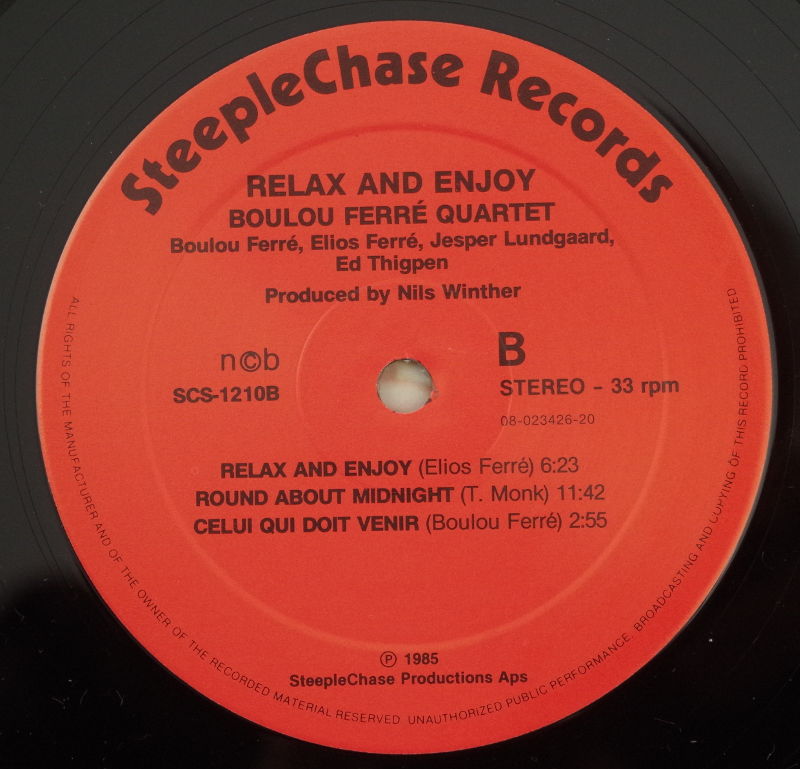 SteepleChase Records
RELAX AND ENJOY
BOULOU FERRÉ QUARTET
Boulou Ferré, Elios Ferré, Jesper Lundgaard,
Ed Thigpen
Produced by Nils Winther
n©b
B
SCS-1210B
STEREO - 33 rpm
08-023426-20
RELAX AND ENJOY (Elios Ferré) 6:23
ROUND ABOUT MIDNIGHT (T. Monk) 11:42
CELUI QUI DOIT VENIR (Boulou Ferré) 2:55
℗ 1985
SteepleChase Productions Aps
ALL RIGHTS OF THE MANUFACTURER AND OF THE OWNER OF THE RECORDED MATERIAL RESERVED. UNAUTHORIZED PUBLIC PERFORMANCE. BROADCASTING AND COPYING OF THIS RECORD PROHIBITED